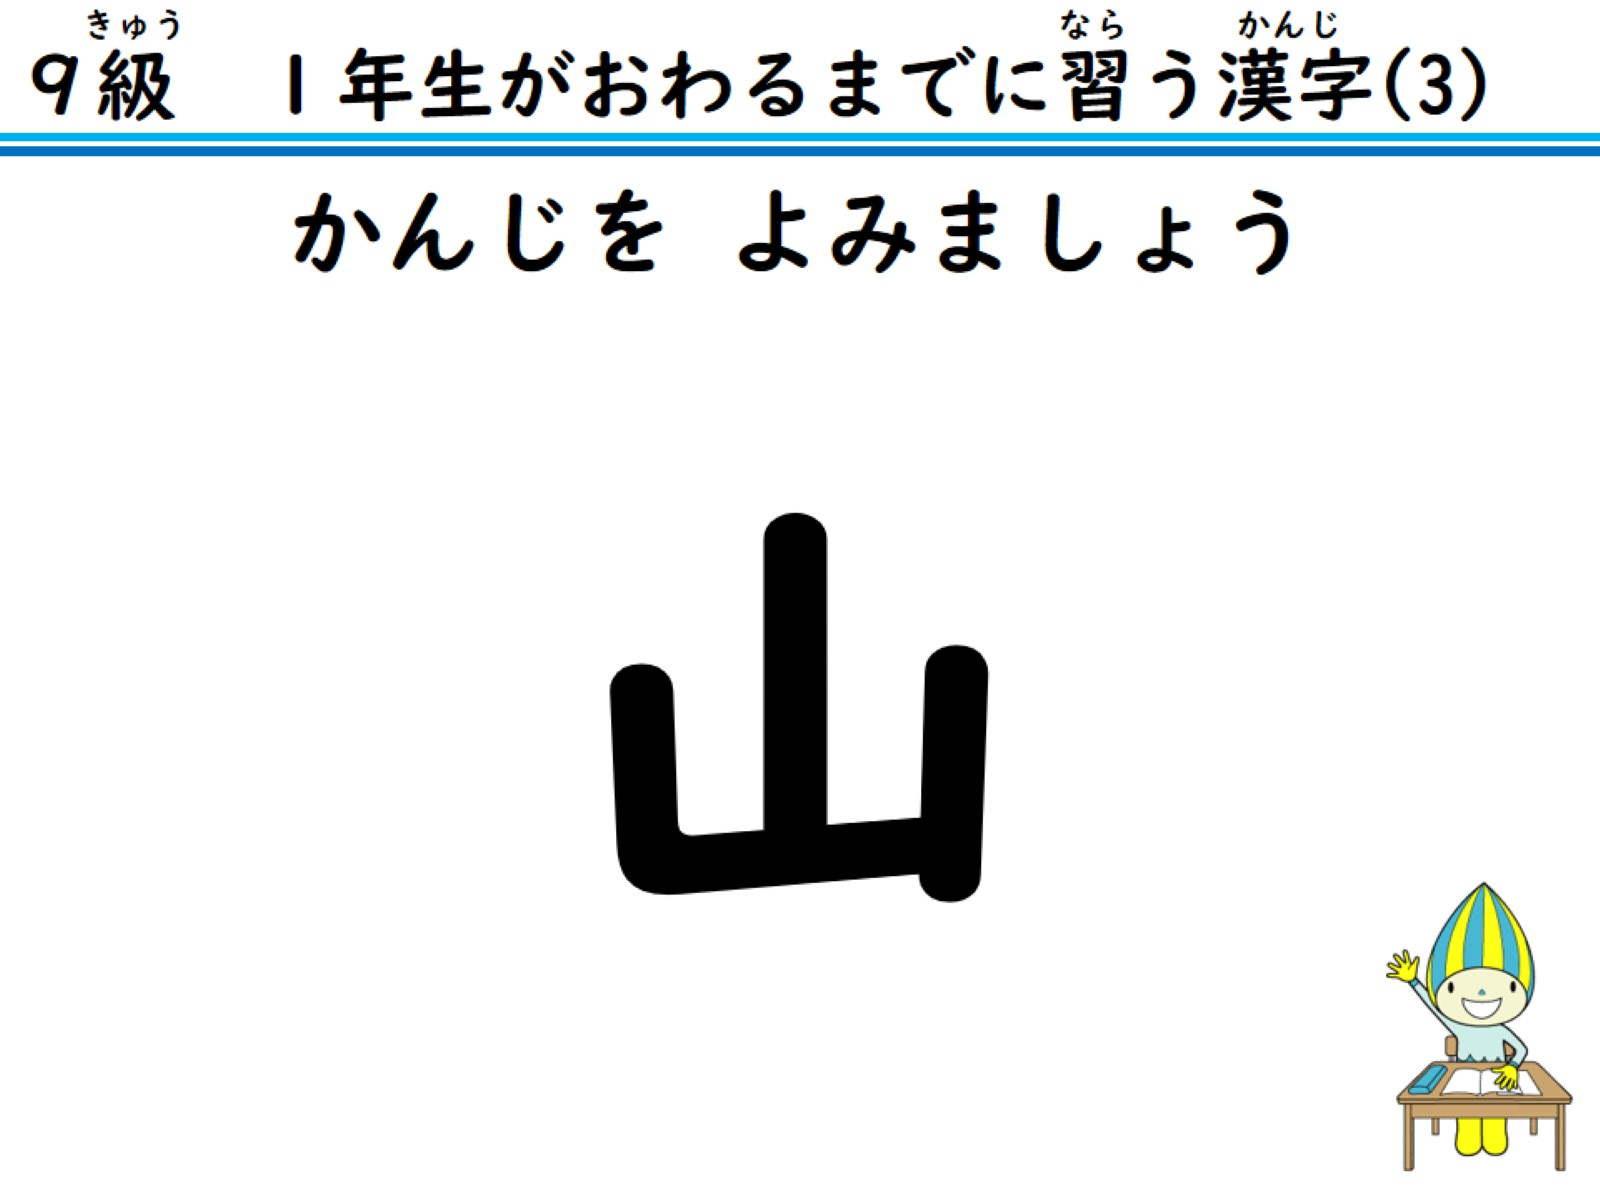 きゅう なら かんじ
9級 1年生がおわるまでに習う漢字(3)
かんじを よみましょう
山